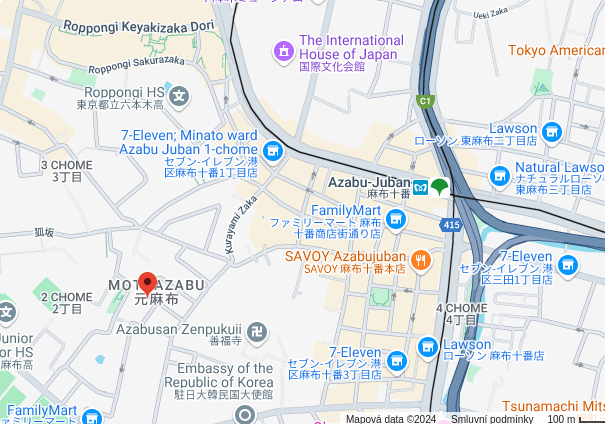 六本木ミュージアム
Ueki Zaka
Roppongi Keyakizaka Dori
The International
House of Japan
国際文化会館
Tokyo American
Roppongi Sakurazaka
Roppongi HS
東京都立六本木高
C1
Lawson
ローソン 東麻布二丁目店
7-Eleven; Minato ward
Azabu Juban 1-chome
セブン-イレブン 港
区麻布十番1丁目店
3 CHOME
3丁目
Natural Lawso
ナチュラルローソ
東麻布三丁目店
Azabu-Juban
麻布十番
Kurayami Zaka
FamilyMart
ファミリーマート 麻布
十番商店街通り店
415
狐坂
SAVOY Azabujuban
SAVOY 麻布十番本店
7-Eleven
セブン-イレブン 港
区三田1丁目店
MOTOAZABU
元麻布
2 CHOME
2丁目
4 CHOME
4丁目
Azabusan Zenpukuji
善福寺
Junior
or HS
麻布高
Lawson
ローソン 麻布十番店
7-Eleven
セブン-イレブン 港
区麻布十番3丁目店
Embassy of the
Republic of Korea
駐日大韓民国大使館
FamilyMart
Tsunamachi Mits
Mapová data ©2024
Smluvní podmínky
100 m